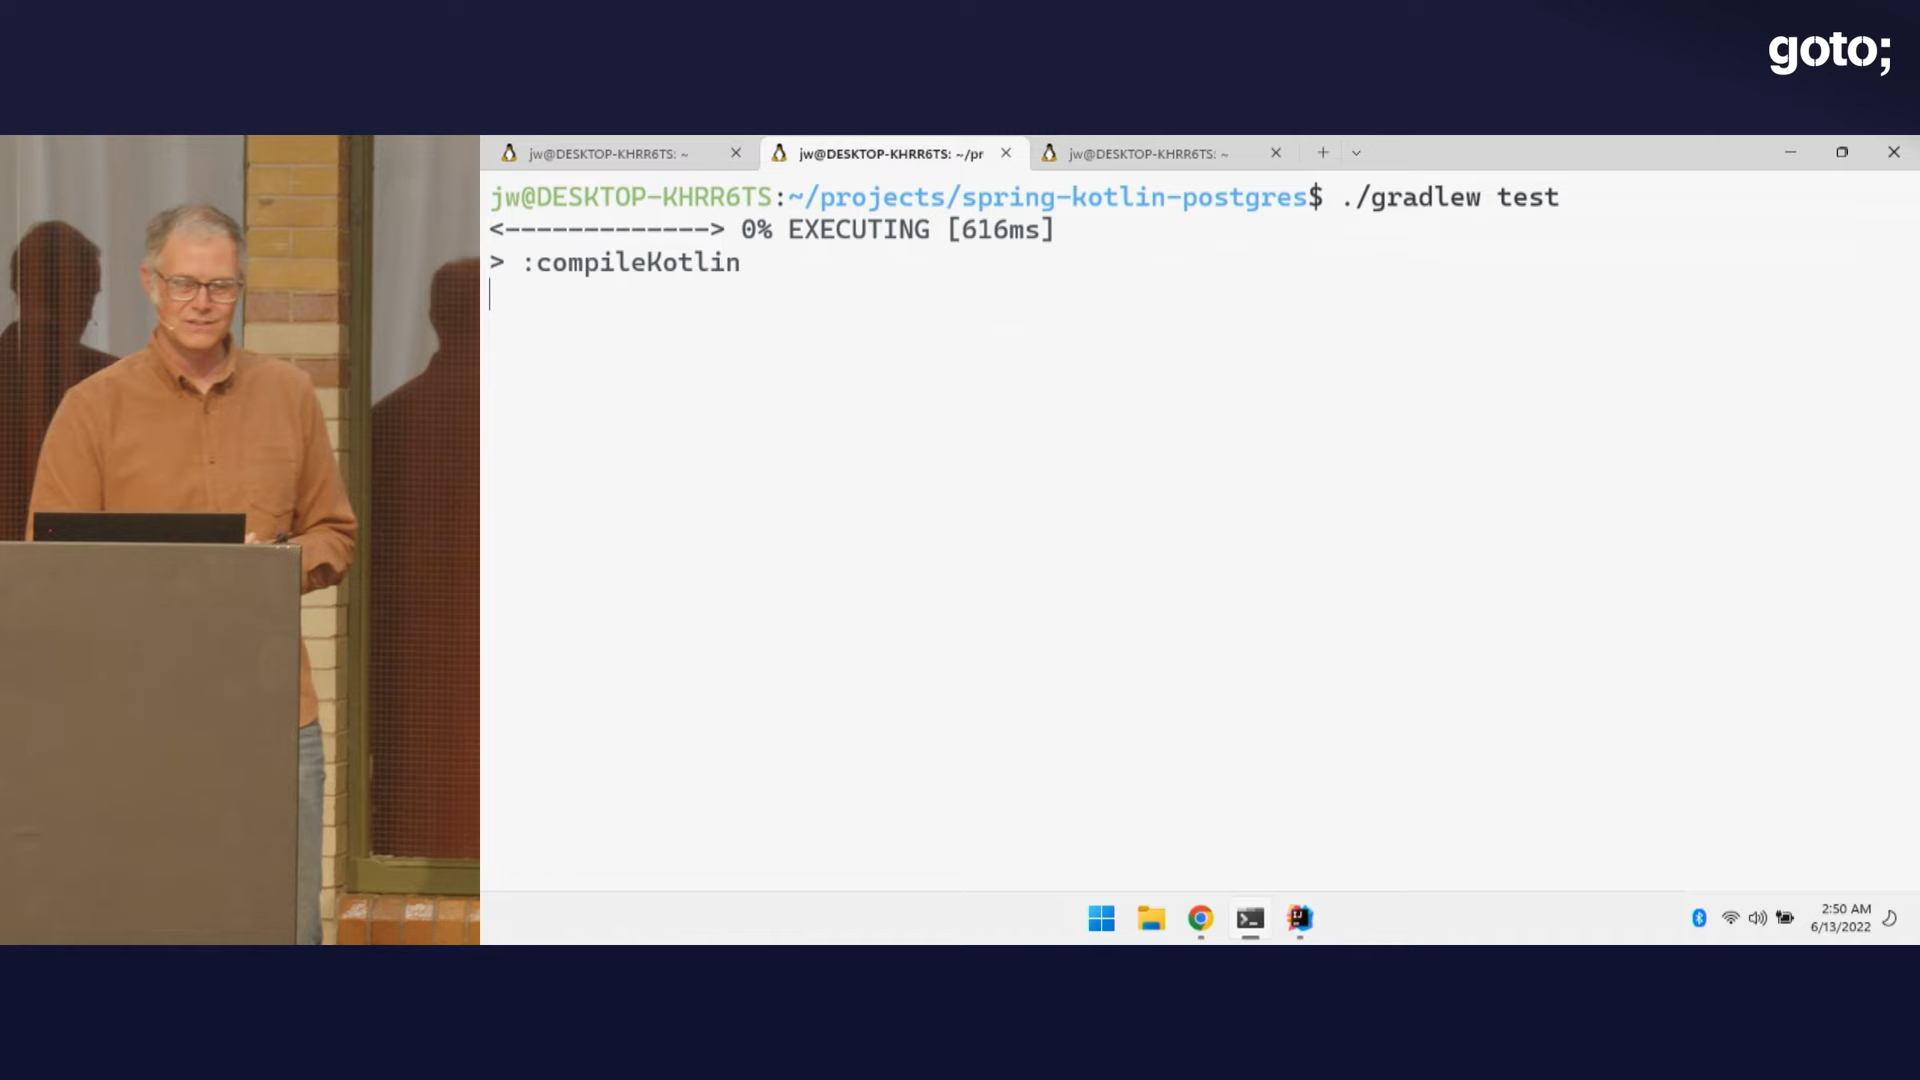 goto;
jw@DESKTOP-KHRR6TS: ~
jw@DESKTOP-KHRR6TS: ~/pr
jw@DESKTOP-KHRR6TS: ~
jw@DESKTOP-KHRR6TS:~/projects/spring-kotlin-postgres$ ./gradlew test
<-------------> 0% EXECUTING [616ms]
> :compileKotlin
2:50 AM
6/13/2022